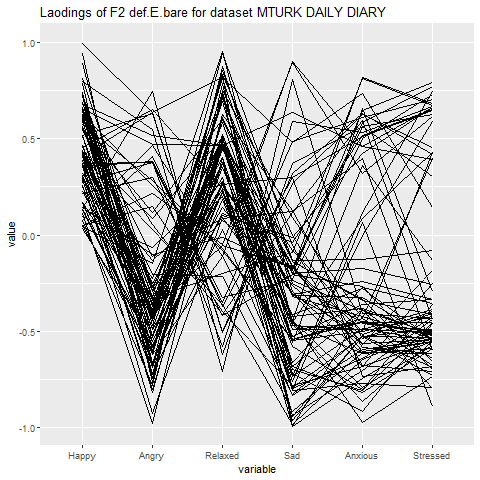 Laodings of F2 def.E.bare for dataset MTURK DAILY DIARY
1.0
0.5
0.0
-0.5
-1.0
value
Happy Angry Relaxed Sad Anxious Stressed
variable